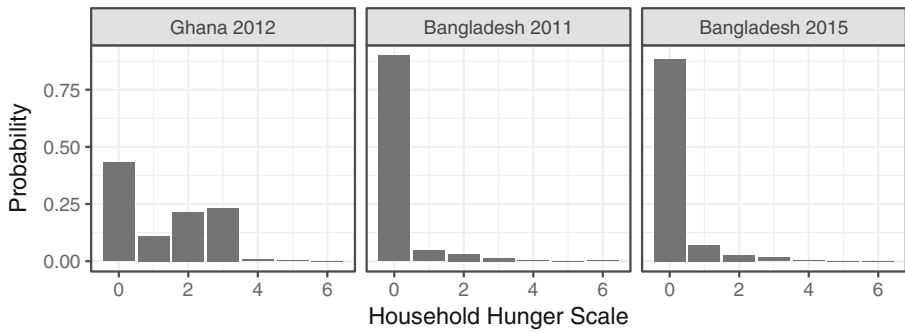 Ghana 2012 Bangladesh 2011 Bangladesh 2015
Probability
0.75
0.50
0.25
0.00
0 2 4 6 0 2 4 6 0 2 4 6
Household Hunger Scale